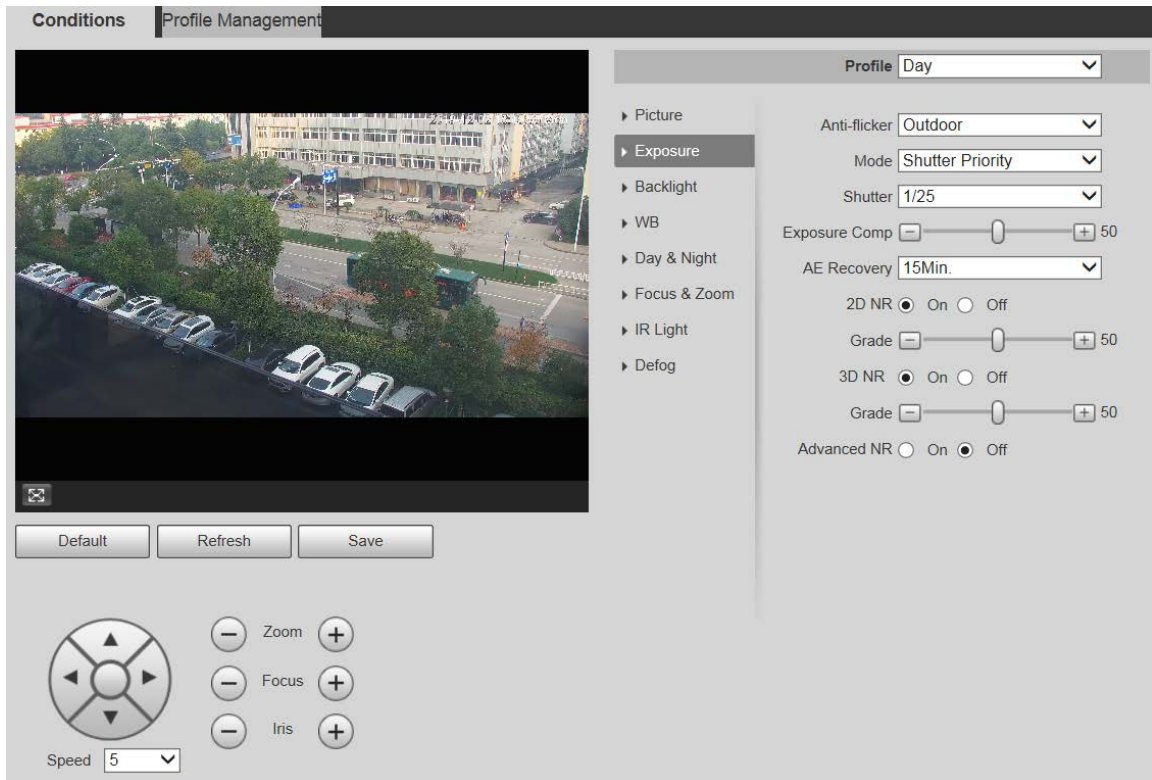 Conditions
Profile Management
Profile Day
Picture
Exposure
Backlight
WB
Day & Night
Focus & Zoom
IR Light
Defog
Anti-flicker Outdoor
Mode Shutter Priority
Shutter 1/25
Exposure Comp 50
AE Recovery 15Min.
2D NR On Off
Grade 50
3D NR On Off
Grade 50
Advanced NR On Off
Default
Refresh
Save
Zoom
Focus
Iris
Speed 5